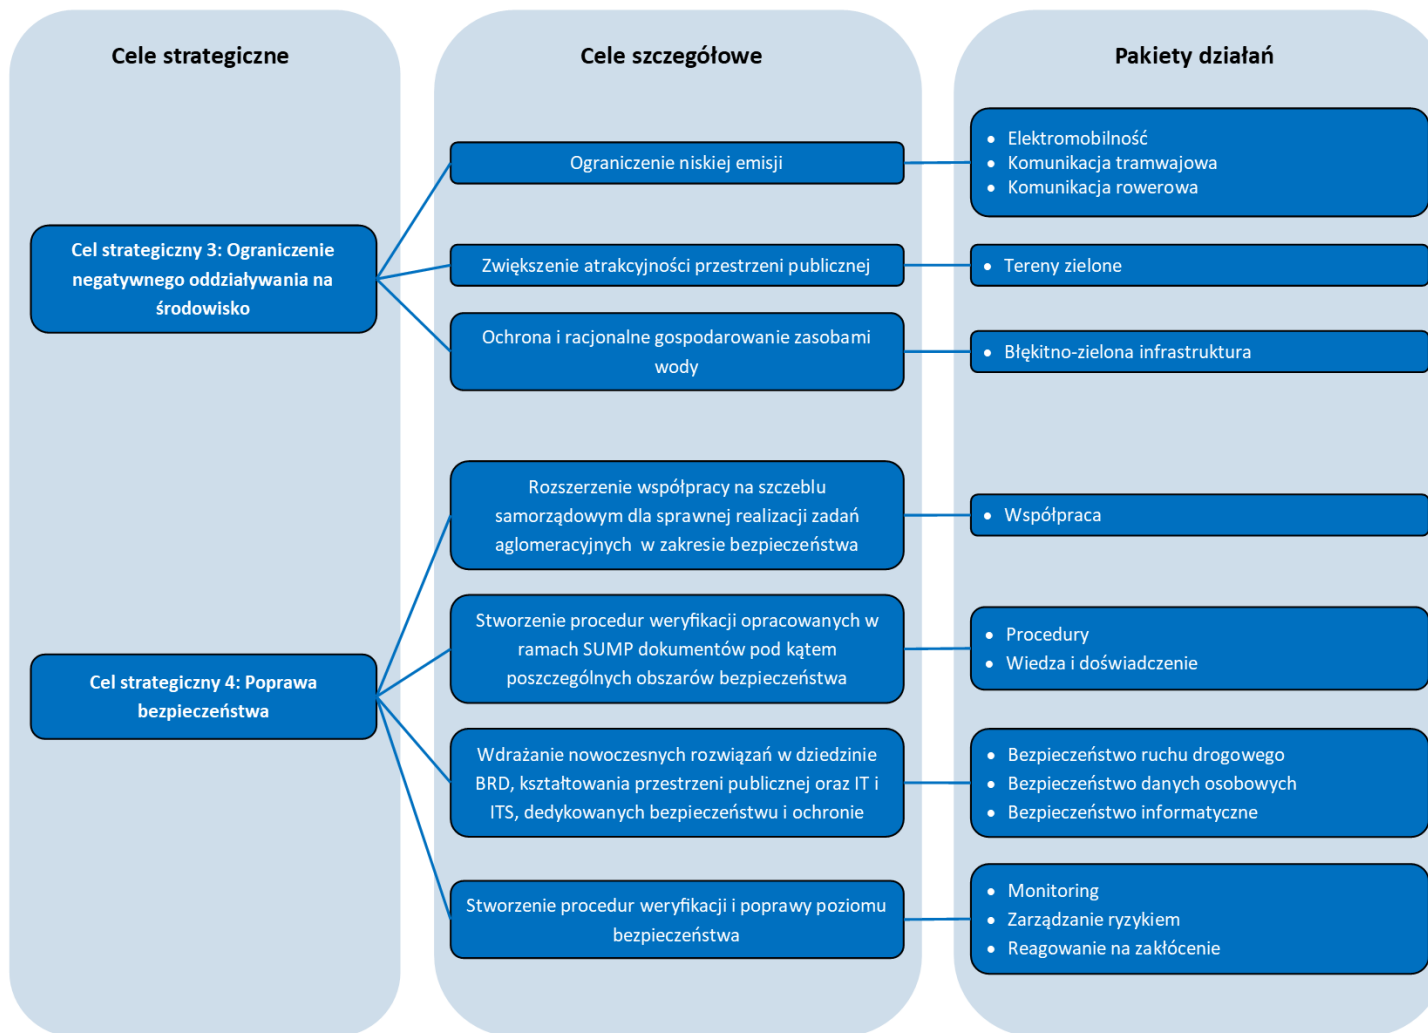 Cele strategiczne
Cele szczegółowe
Pakiety działań
Cel strategiczny 3: Ograniczenie
negatywnego oddziaływania na
środowisko
Ograniczenie niskiej emisji
• Elektromobilność
• Komunikacja tramwajowa
• Komunikacja rowerowa
Zwiększenie atrakcyjności przestrzeni publicznej
• Tereny zielone
Ochrona i racjonalne gospodarowanie zasobami
wody
• Błękitno-zielona infrastruktura
Cel strategiczny 4: Poprawa
bezpieczeństwa
Rozszerzenie współpracy na szczeblu
samorządowym dla sprawnej realizacji zadań
aglomeracyjnych w zakresie bezpieczeństwa
• Współpraca
Stworzenie procedur weryfikacji opracowanych w
ramach SUMP dokumentów pod kątem
poszczególnych obszarów bezpieczeństwa
• Procedury
• Wiedza i doświadczenie
Wdrażanie nowoczesnych rozwiązań w dziedzinie
BRD, kształtowania przestrzeni publicznej oraz IT i
ITS, dedykowanych bezpieczeństwu i ochronie
• Bezpieczeństwo ruchu drogowego
• Bezpieczeństwo danych osobowych
• Bezpieczeństwo informatyczne
Stworzenie procedur weryfikacji i poprawy poziomu
bezpieczeństwa
• Monitoring
• Zarządzanie ryzykiem
• Reagowanie na zakłócenie